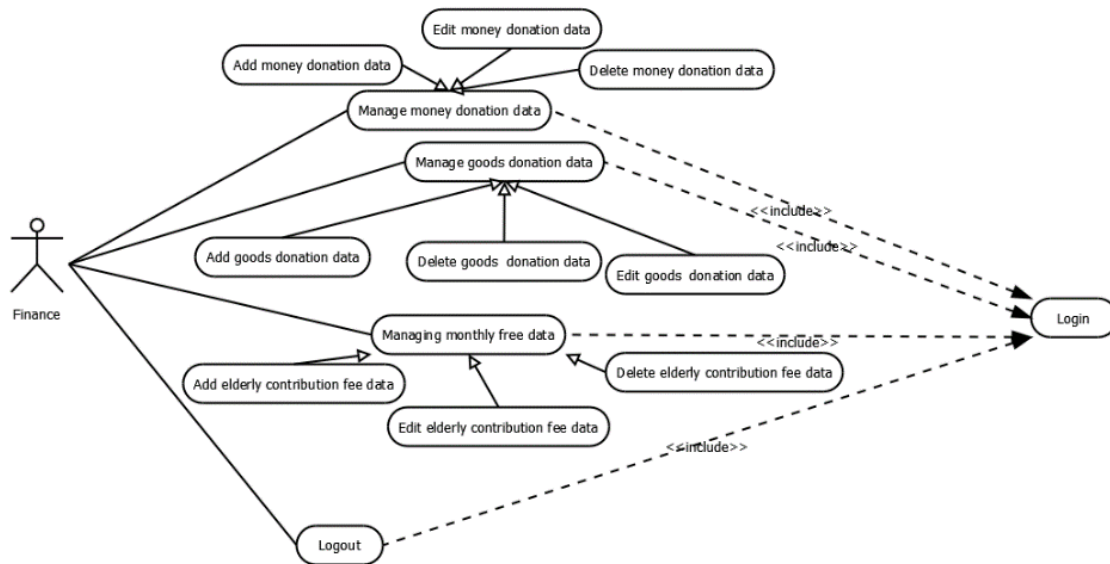 Edit money donation data
Add money donation data
Delete money donation data
Manage money donation data
Manage goods donation data
<<include>>
<<include>>
Add goods donation data
Delete goods donation data
Edit goods donation data
Finance
Login
Managing monthly free data
<<include>>
Delete elderly contribution fee data
Add elderly contribution fee data
Edit elderly contribution fee data
<<include>>
Logout